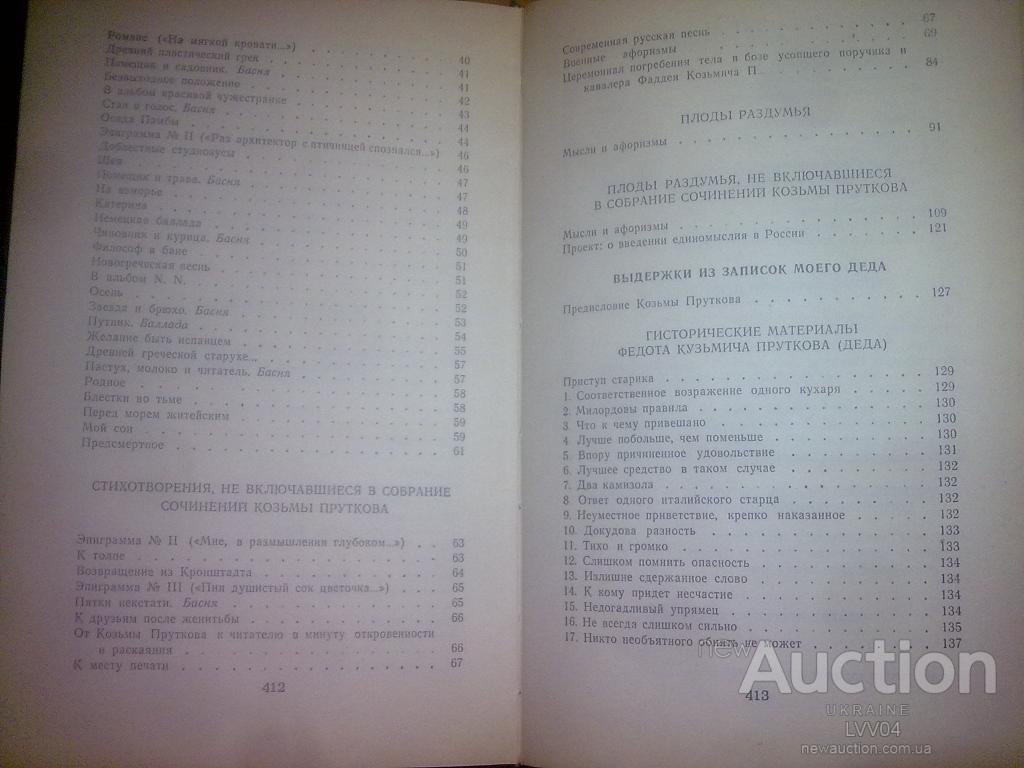 Романс («На мягкой кровати...») . . . 40
Древний пластический грек . . . 41
Помещик и садовник. Басня . . . 41
Безвыходное положение . . . 42
В альбом красивой чужестранке . . . 43
Стан и голос. Басня . . . 44
Осада Памбы . . . 44
Эпиграмма № II («Раз архитектор с птичницей спознался...») 46
Доблестные студиозусы . . . 46
Шея . . . 47
Помещик и трава. Басня . . . 47
На взморье . . . 48
Катерина . . . 49
Немецкая баллада . . . 49
Чиновник и курица. Басня . . . 50
Философ в бане . . . 51
Новогреческая песнь . . . 51
В альбом N. N. . . . 52
Осень . . . 52
Звезда и брюхо. Басня . . . 53
Путник. Баллада . . . 54
Желание быть испанцем . . . 55
Древней греческой старухе... . . . 57
Пастух, молоко и читатель. Басня . . . 57
Родное . . . 58
Блестки во тьме . . . 58
Перед морем житейским . . . 59
Мой сон . . . 59
Предсмертное . . . 61
СТИХОТВОРЕНИЯ, НЕ ВКЛЮЧАВШИЕСЯ В СОБРАНИЕ
СОЧИНЕНИЙ КОЗЬМЫ ПРУТКОВА
Эпиграмма № II («Мне, в размышлении глубоком...») . . 63
К толпе . . . 63
Возвращение из Кронштадта . . . 64
Эпиграмма № III («Пия душистый сок цветочка...») . . . 65
Пятки некстати. Басня . . . 65
К друзьям после женитьбы . . . 66
От Козьмы Пруткова к читателю в минуту откровенности
и раскаяния . . . 66
К месту печати . . . 67
412
Современная русская песнь . . . 67
Военные афоризмы . . . 69
Церемониал погребения тела в бозе усопшего поручика и
кавалера Фаддея Козьмича П... . . . 84
ПЛОДЫ РАЗДУМЬЯ
Мысли и афоризмы . . . 91
ПЛОДЫ РАЗДУМЬЯ, НЕ ВКЛЮЧАВШИЕСЯ
В СОБРАНИЕ СОЧИНЕНИЙ КОЗЬМЫ ПРУТКОВА
Мысли и афоризмы . . . 109
Проект: о введении единомыслия в России . . . 121
ВЫДЕРЖКИ ИЗ ЗАПИСОК МОЕГО ДЕДА
Предисловие Козьмы Пруткова . . . 127
ГИСТОРИЧЕСКИЕ МАТЕРИАЛЫ
ФЕДОТА КУЗЬМИЧА ПРУТКОВА (ДЕДА)
Приступ старика . . . 129
1. Соответственное возражение одного кухаря . . . 129
2. Милордовы правила . . . 130
3. Что к чему привешано . . . 130
4. Лучше побольше, чем поменьше . . . 130
5. Впору причиненное удовольствие . . . 131
6. Лучшее средство в таком случае . . . 132
7. Два камизола . . . 132
8. Ответ одного италийского старца . . . 132
9. Неуместное приветствие, крепко наказанное . . . 132
10. Докудова разность . . . 133
11. Тихо и громко . . . 133
12. Слишком помнить опасность . . . 134
13. Излишне сдержанное слово . . . 134
14. К кому придет несчастие . . . 134
15. Недогадливый упрямец . . . 134
16. Не всегда слишком сильно . . . 135
17. Никто необъятного обнять не может . . . 137
413
new Auction
UKRAINE
LVV04
newauction.com.ua